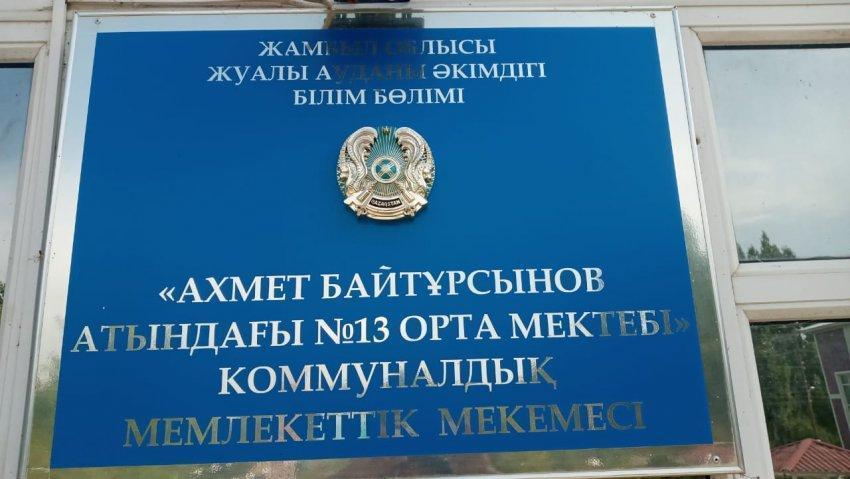 ЖАМБЫЛ ОБЛЫСЫ
ЖУАЛЫ АУДАНЫ ӘКІМДІГІ
БІЛІМ БӨЛІМІ
QAZAQSTAN
«АХМЕТ БАЙТҰРСЫНОВ
АТЫНДАҒЫ №13 ОРТА МЕКТЕБІ»
КОММУНАЛДЫҚ
МЕМЛЕКЕТТІК МЕКЕМЕСІ